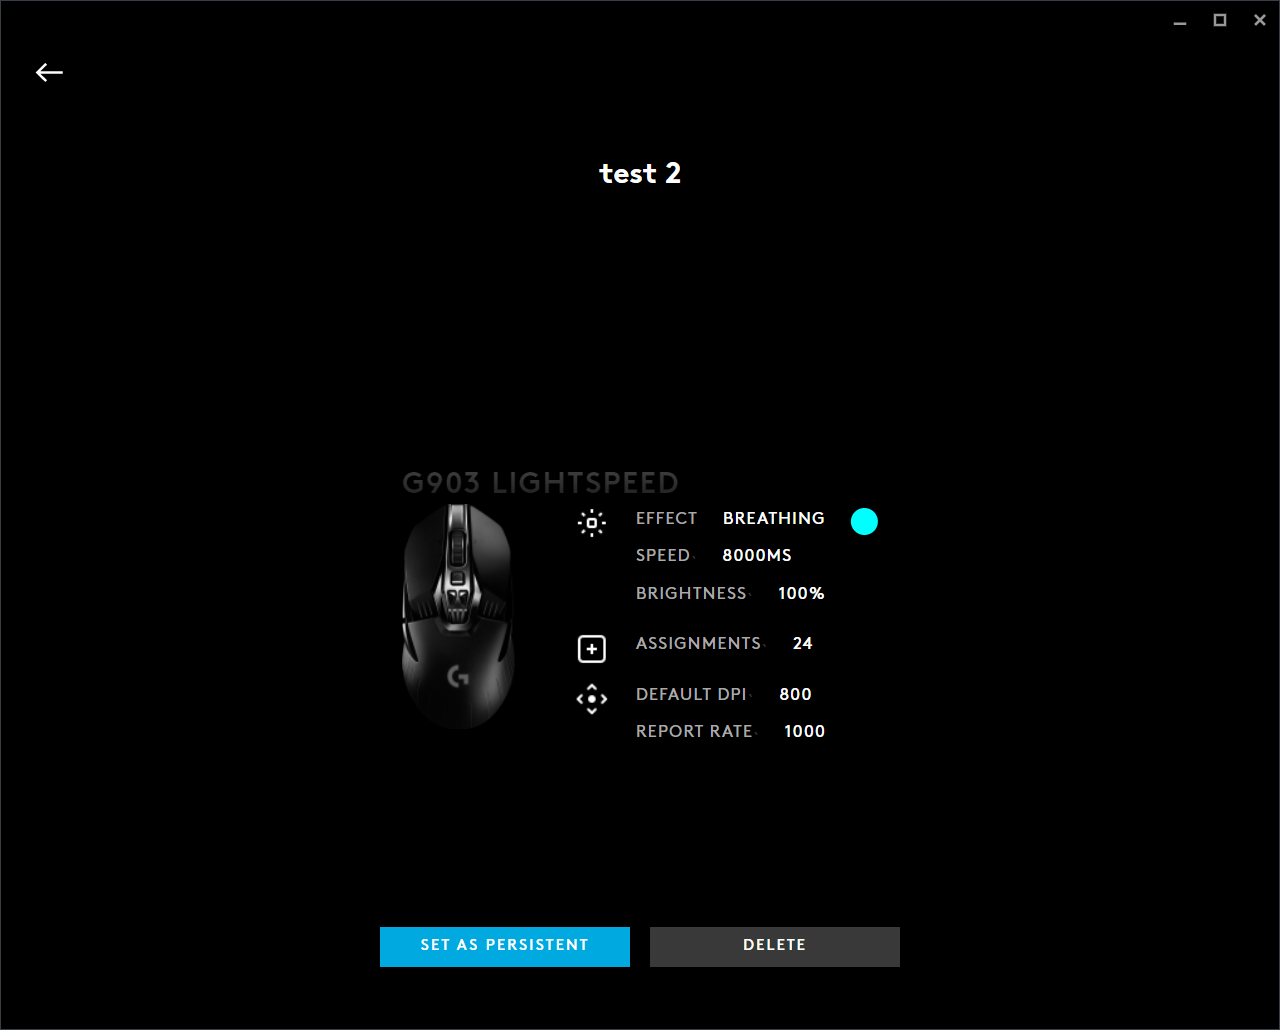 test 2
G903 LIGHTSPEED
EFFECT BREATHING
SPEED 8000MS
BRIGHTNESS 100%
ASSIGNMENTS 24
DEFAULT DPI 800
REPORT RATE 1000
SET AS PERSISTENT DELETE